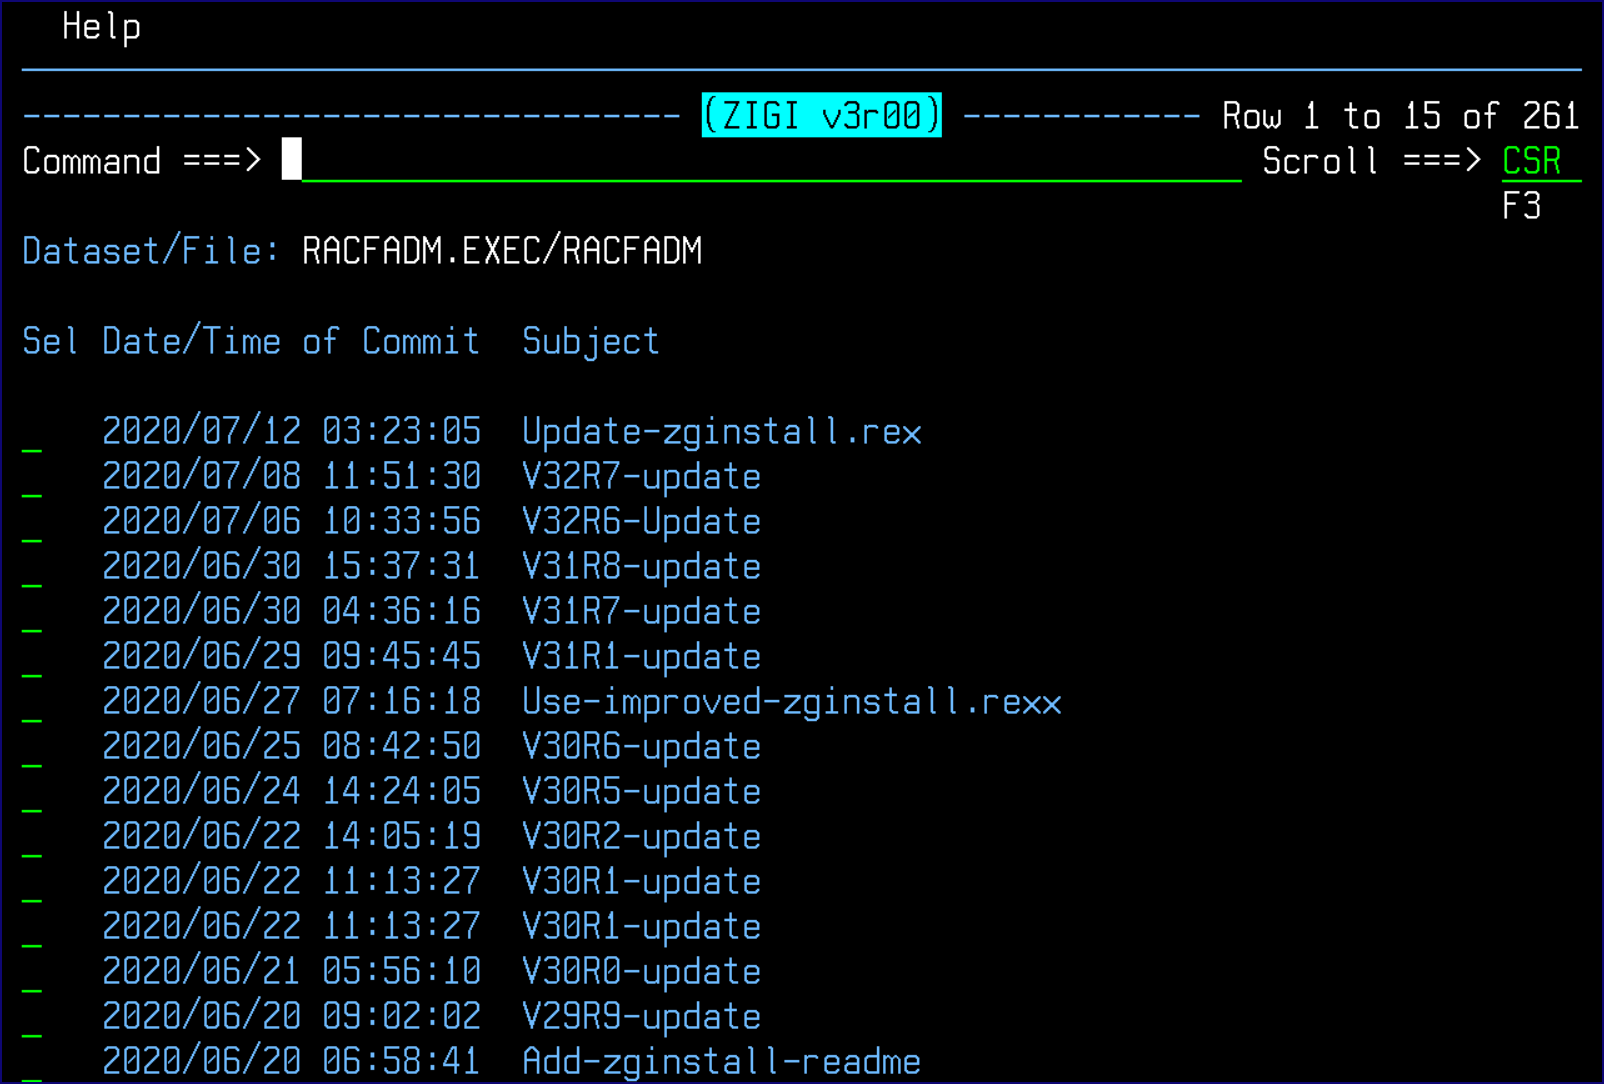 Help
---------------------------------- (ZIGI v3r00) ------------ Row 1 to 15 of 261
Command ===> Scroll ===> CSR
F3
Dataset/File: RACFADM.EXEC/RACFADM
Sel Date/Time of Commit Subject
_ 2020/07/12 03:23:05 Update-zginstall.rex
_ 2020/07/08 11:51:30 V32R7-update
_ 2020/07/06 10:33:56 V32R6-Update
_ 2020/06/30 15:37:31 V31R8-update
_ 2020/06/30 04:36:16 V31R7-update
_ 2020/06/29 09:45:45 V31R1-update
_ 2020/06/27 07:16:18 Use-improved-zginstall.rexx
_ 2020/06/25 08:42:50 V30R6-update
_ 2020/06/24 14:24:05 V30R5-update
_ 2020/06/22 14:05:19 V30R2-update
_ 2020/06/22 11:13:27 V30R1-update
_ 2020/06/22 11:13:27 V30R1-update
_ 2020/06/21 05:56:10 V30R0-update
_ 2020/06/20 09:02:02 V29R9-update
_ 2020/06/20 06:58:41 Add-zginstall-readme